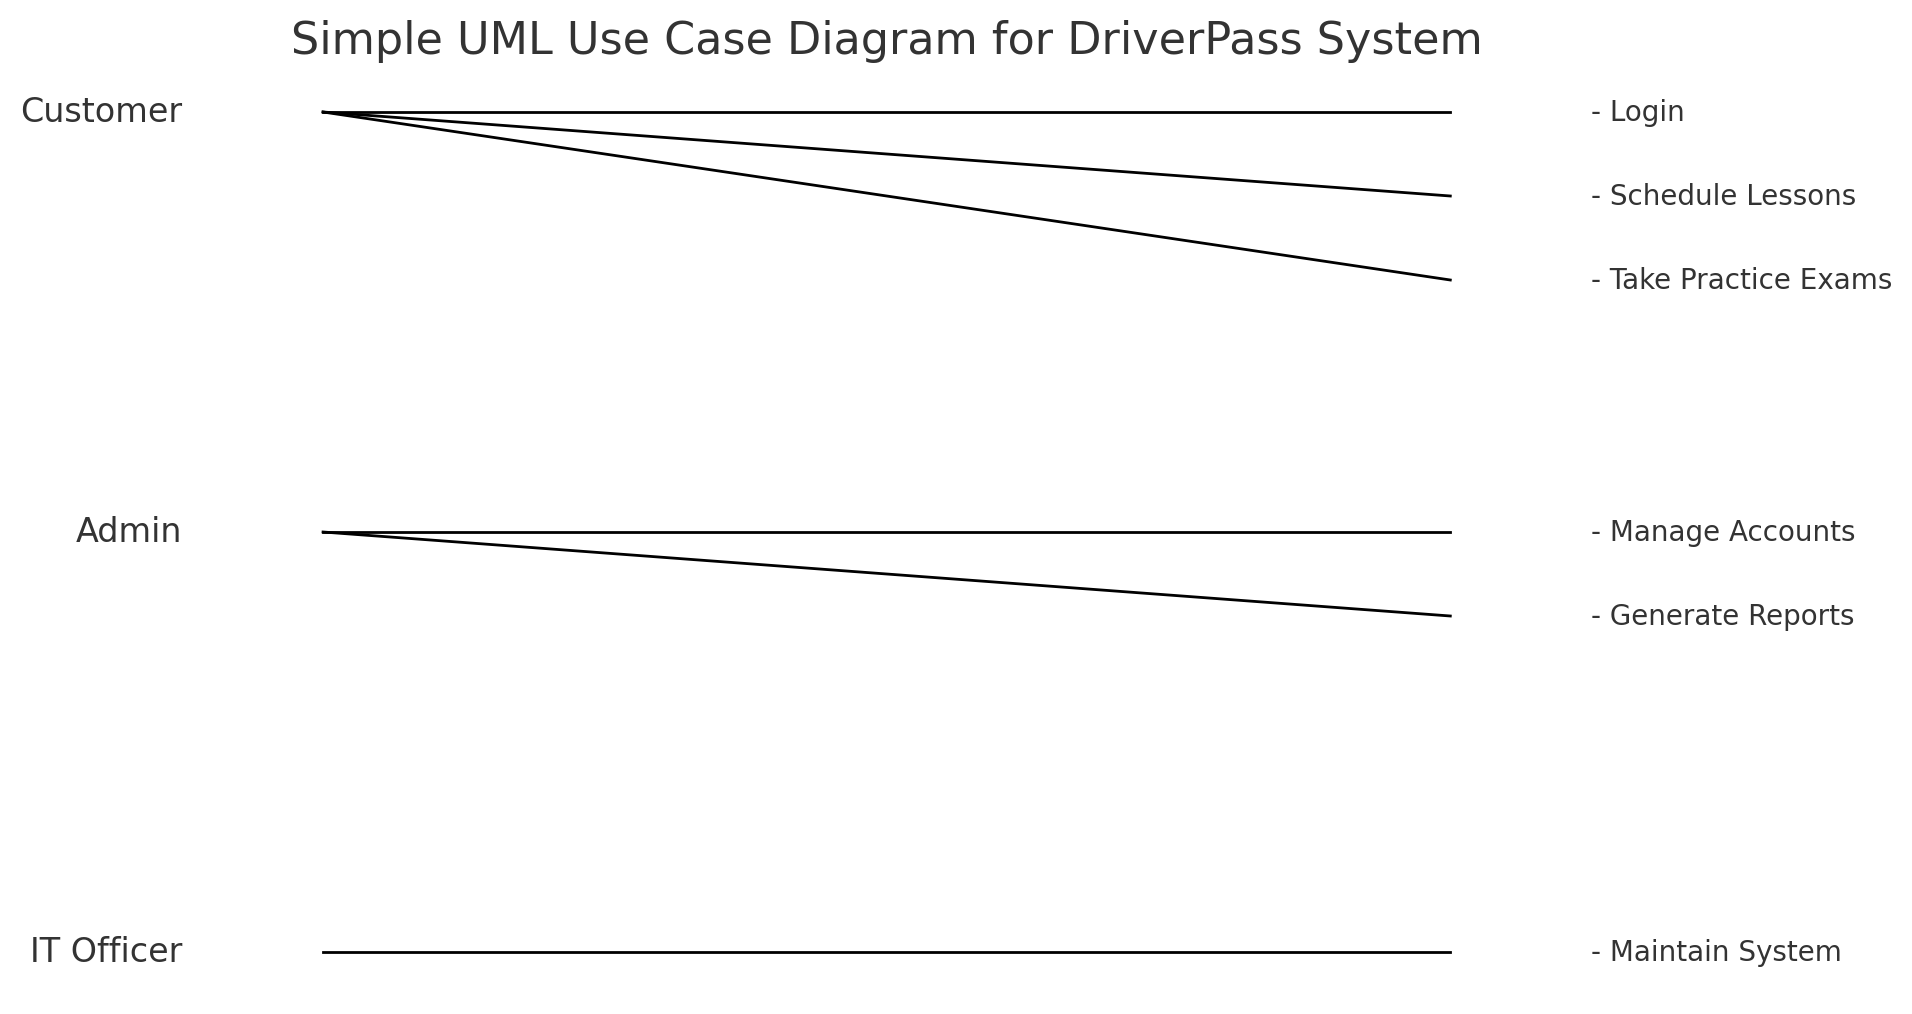 Simple UML Use Case Diagram for DriverPass System
Customer
- Login
- Schedule Lessons
- Take Practice Exams
Admin
- Manage Accounts
- Generate Reports
IT Officer
- Maintain System